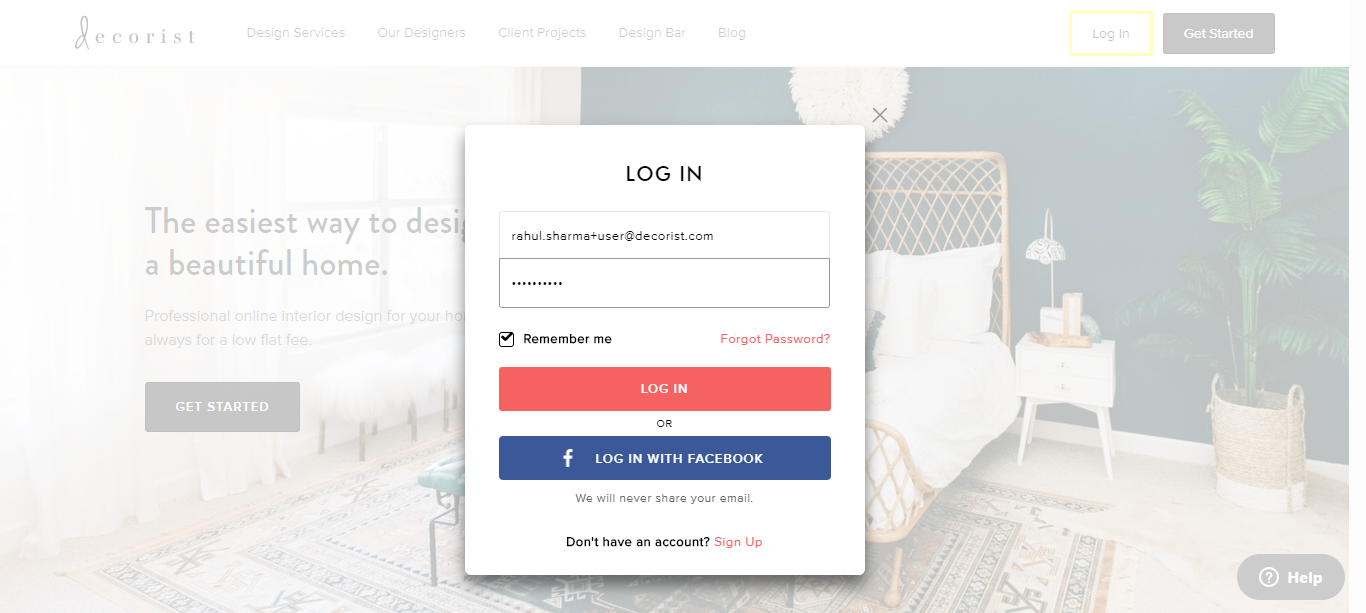 decorist
Design Services
Our Designers
Client Projects
Design Bar
Blog
Log In
Get Started
The easiest way to desig
a beautiful home.
Professional online interior design for your ho
always for a low flat fee.
GET STARTED
LOG IN
rahul.sharma+user@decorist.com
••••••••••
Remember me
Forgot Password?
LOG IN
OR
f LOG IN WITH FACEBOOK
We will never share your email.
Don't have an account? Sign Up
? Help